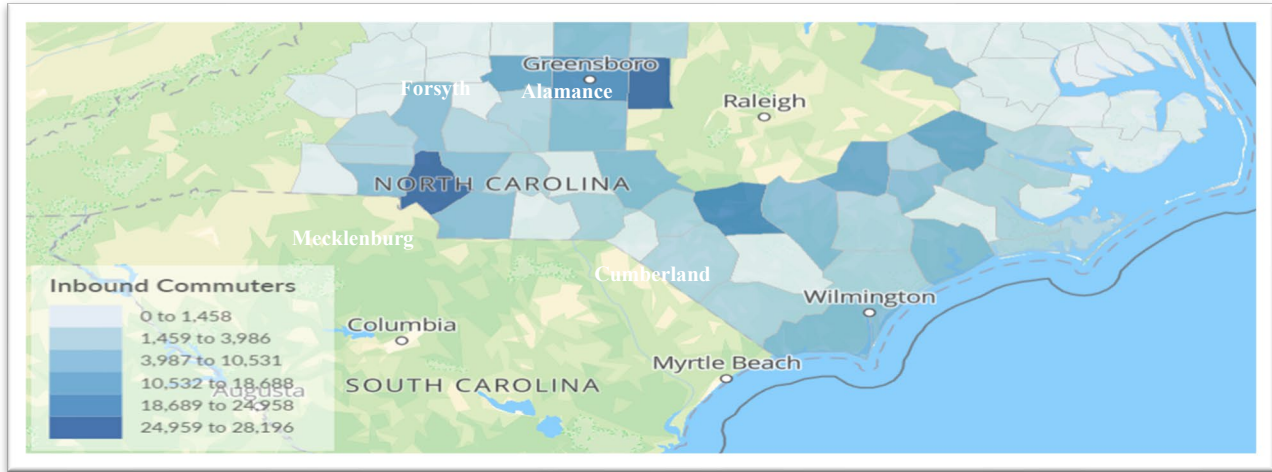 Greensboro
Forsyth
Alamance
Raleigh
NORTH CAROLINA
Mecklenburg
Cumberland
Inbound Commuters
0 to 1,458
1,459 to 3,986
3,987 to 10,531
10,532 to 18,688
18,689 to 24,958
24,959 to 28,196
Wilmington
Columbia
Myrtle Beach
SOUTH CAROLINA
Augusta